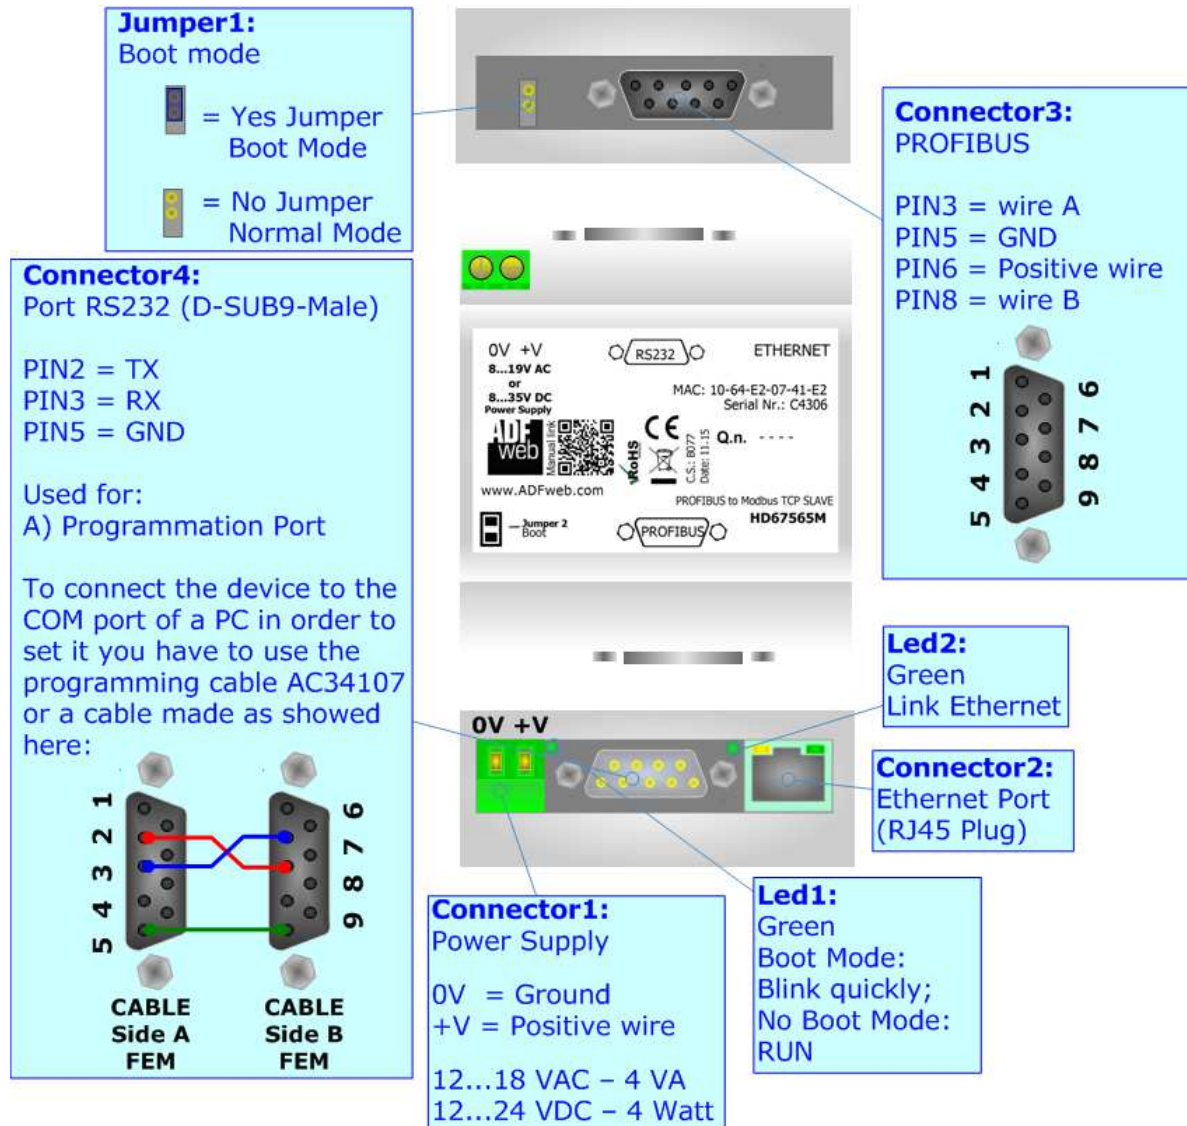 Jumper1:
Boot mode
= Yes Jumper
Boot Mode
= No Jumper
Normal Mode
Connector3:
PROFIBUS
PIN3 = wire A
PIN5 = GND
PIN6 = Positive wire
PIN8 = wire B
1
2
3
4
5
6
7
8
9
Connector4:
Port RS232 (D-SUB9-Male)
PIN2 = TX
PIN3 = RX
PIN5 = GND
Used for:
A) Programmation Port
To connect the device to the
COM port of a PC in order to
set it you have to use the
programming cable AC34107
or a cable made as showed
here:
1
2
3
4
5
6
7
8
9
CABLE
Side A
FEM
CABLE
Side B
FEM
0V +V
8...19V AC
or
8...35V DC
Power Supply
RS232
ETHERNET
MAC: 10-64-E2-07-41-E2
Serial Nr.: C4306
ADF
web
Manual link
RoHS
CE
C.S.: B077
Date: 11.15
Q.n. - - - -
www.ADFweb.com
PROFIBUS to Modbus TCP SLAVE
HD67565M
Jumper 2
Boot
PROFIBUS
Led2:
Green
Link Ethernet
0V +V
Connector2:
Ethernet Port
(RJ45 Plug)
Connector1:
Power Supply
0V = Ground
+V = Positive wire
12...18 VAC – 4 VA
12...24 VDC – 4 Watt
Led1:
Green
Boot Mode:
Blink quickly;
No Boot Mode:
RUN